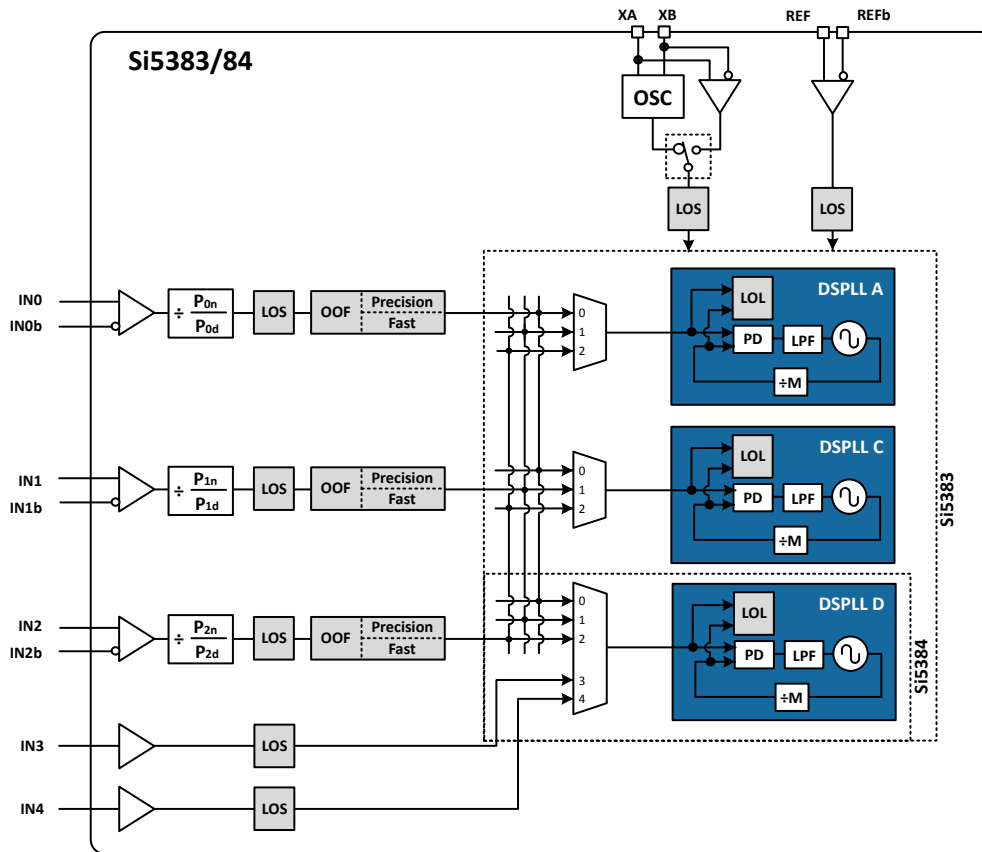 XA XB REF REFb
Si5383/84
OSC
LOS LOS
IN0
IN0b
÷ P0n / P0d
LOS
OOF
Precision
Fast
0
1
2
DSPLL A
LOL
PD
LPF
÷M
IN1
IN1b
÷ P1n / P1d
LOS
OOF
Precision
Fast
0
1
2
DSPLL C
LOL
PD
LPF
÷M
Si5383
IN2
IN2b
÷ P2n / P2d
LOS
OOF
Precision
Fast
0
1
2
3
4
DSPLL D
LOL
PD
LPF
÷M
Si5384
IN3
LOS
IN4
LOS